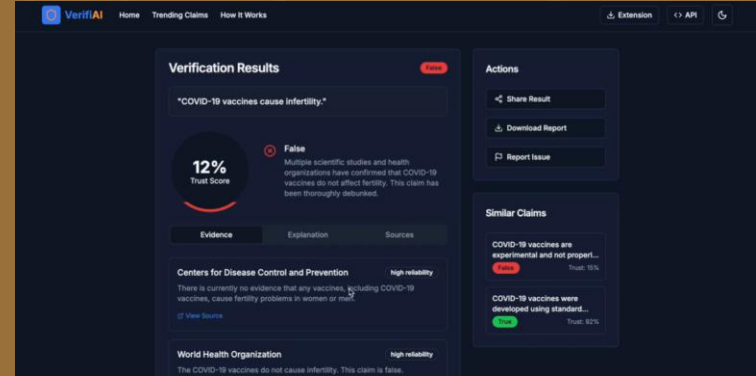 VerifiAI
Home Trending Claims How It Works
Extension
<> API
Verification Results
False
"COVID-19 vaccines cause infertility."
12%
Trust Score
False
Multiple scientific studies and health
organizations have confirmed that COVID-19
vaccines do not affect fertility. This claim has
been thoroughly debunked.
Evidence Explanation Sources
Centers for Disease Control and Prevention
high reliability
There is currently no evidence that any vaccines, including COVID-19
vaccines, cause fertility problems in women or men.
View Source
World Health Organization
high reliability
The COVID-19 vaccines do not cause infertility. This claim is false.
Actions
Share Result
Download Report
Report Issue
Similar Claims
COVID-19 vaccines are
experimental and not properl...
False
Trust: 15%
COVID-19 vaccines were
developed using standard...
True
Trust: 92%